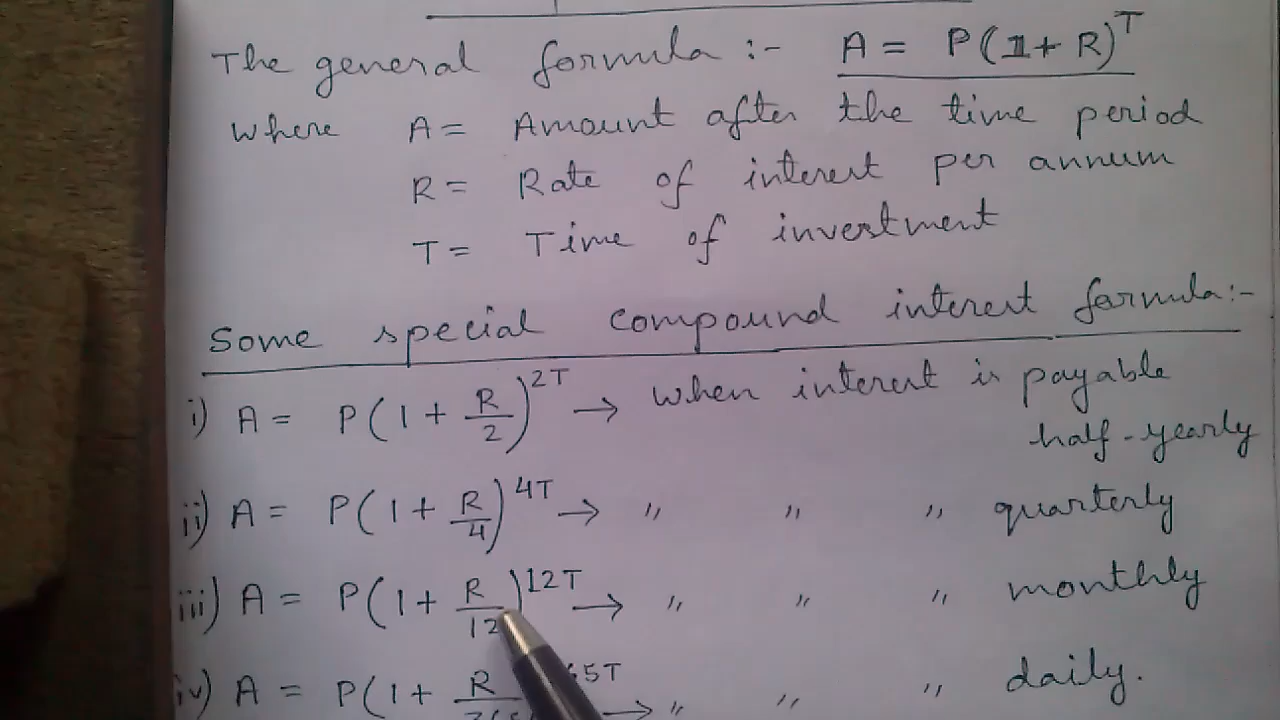 The general formula :- A = P(1 + R)^T
where A = Amount after the time period
R = Rate of interest per annum
T = Time of investment
Some special compound interest formula:-
i) A = P(1 + R/2)^2T → when interest is payable
half-yearly
ii) A = P(1 + R/4)^4T → " " " quarterly
iii) A = P(1 + R/12)^12T → " " " monthly
iv) A = P(1 + R/ 65T → " " " daily.